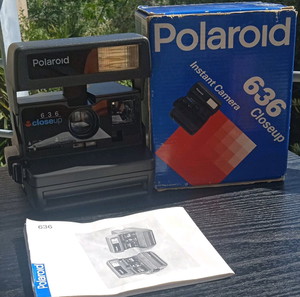 Polaroid
636
closeup
Polaroid
Instant Camera
636
Closeup
636
Polaroid